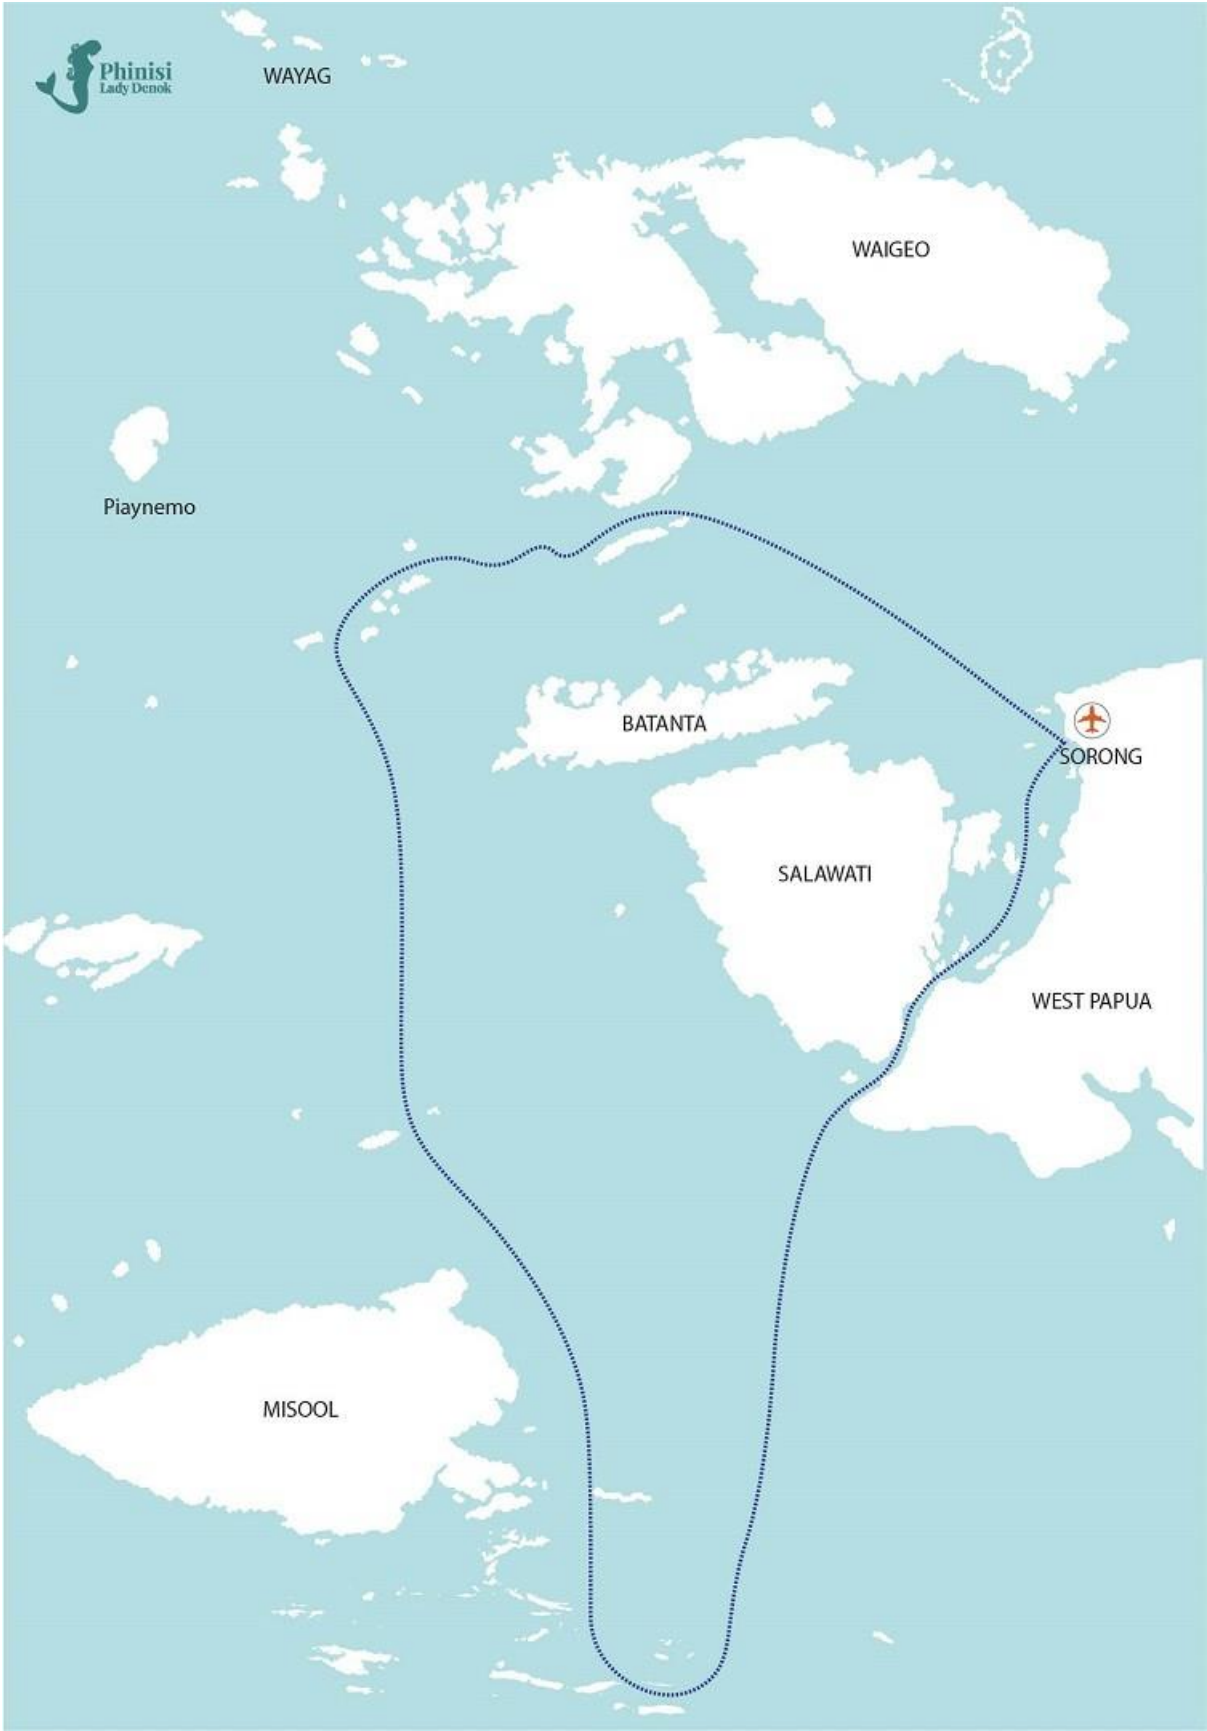 Phinisi
Lady Denok
WAYAG
WAIGEO
Piaynemo
BATANTA
SORONG
SALAWATI
WEST PAPUA
MISOOL